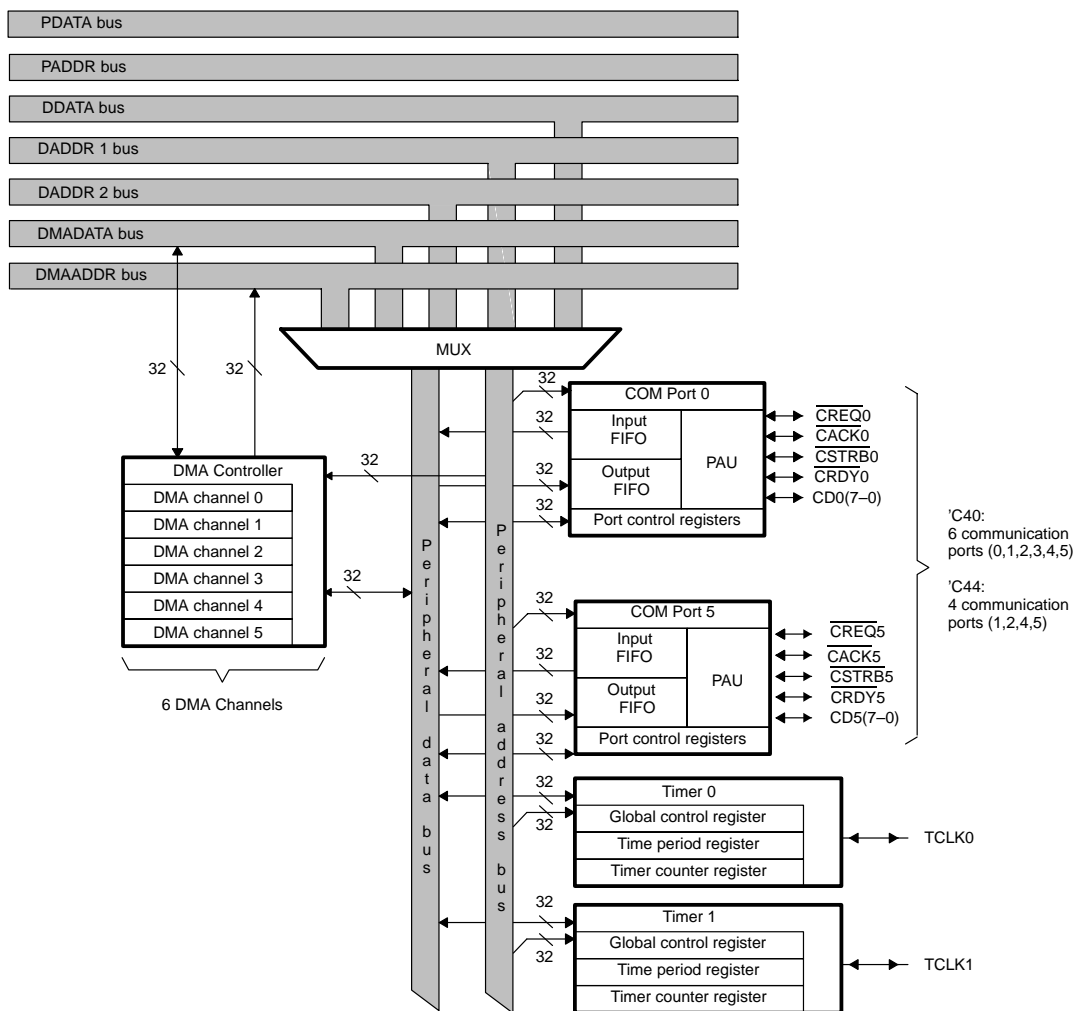 PDATA bus
PADDR bus
DDATA bus
DADDR 1 bus
DADDR 2 bus
DMADATA bus
DMAADDR bus
MUX
32
32
DMA Controller
DMA channel 0
DMA channel 1
DMA channel 2
DMA channel 3
DMA channel 4
DMA channel 5
6 DMA Channels
32
32
Peripheral data bus
Peripheral address bus
32
32
32
32
COM Port 0
Input
FIFO
Output
FIFO
PAU
Port control registers
CREQ0
CACK0
CSTRB0
CRDY0
CD0(7–0)
32
32
32
32
COM Port 5
Input
FIFO
Output
FIFO
PAU
Port control registers
CREQ5
CACK5
CSTRB5
CRDY5
CD5(7–0)
'C40:
6 communication
ports (0,1,2,3,4,5)
'C44:
4 communication
ports (1,2,4,5)
32
32
Timer 0
Global control register
Time period register
Timer counter register
TCLK0
32
32
Timer 1
Global control register
Time period register
Timer counter register
TCLK1